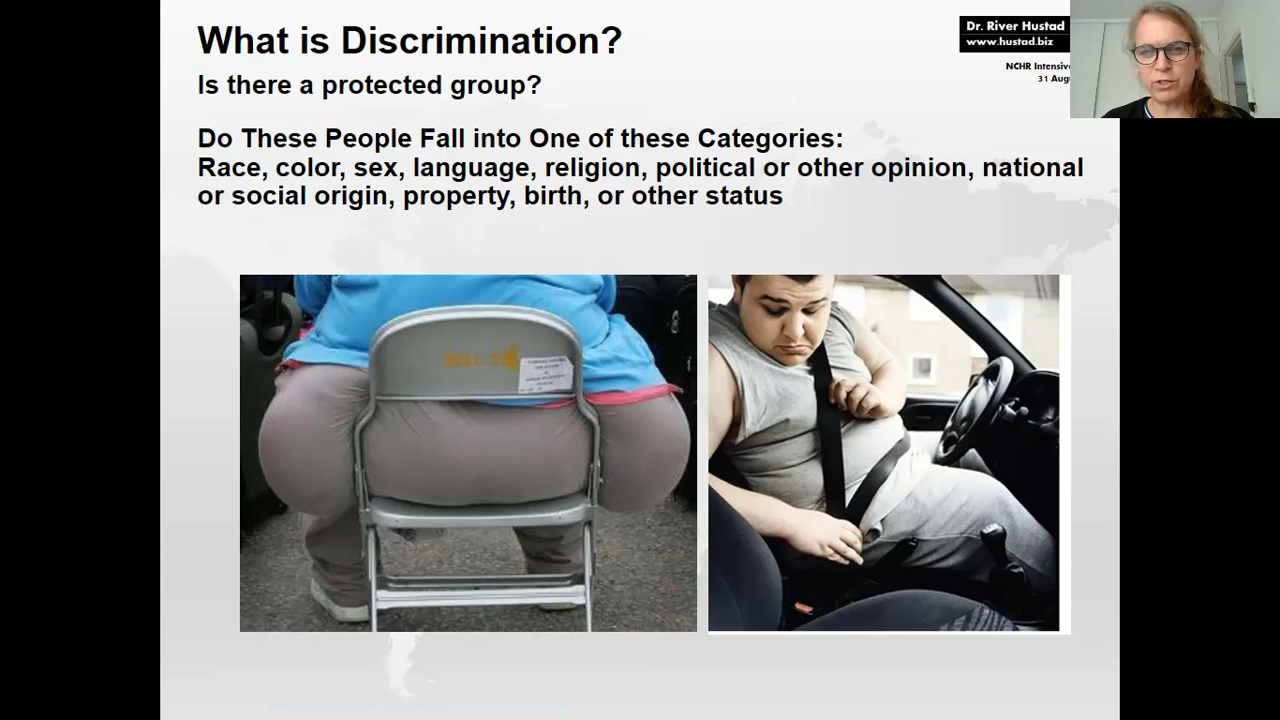 What is Discrimination?
Is there a protected group?
Do These People Fall into One of these Categories:
Race, color, sex, language, religion, political or other opinion, national
or social origin, property, birth, or other status
Dr. River Hustad
www.hustad.biz
NCHR Intensive
31 Aug